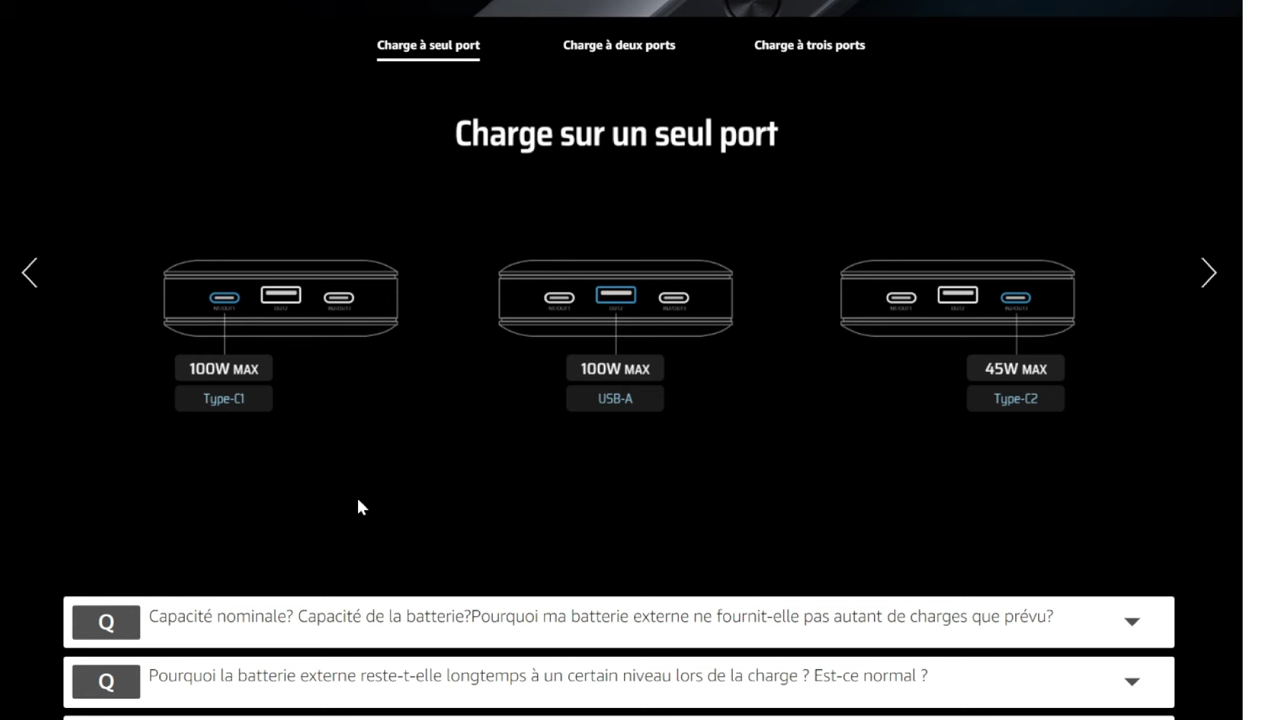 Charge à seul port
Charge à deux ports
Charge à trois ports
Charge sur un seul port
100W MAX
Type-C1
100W MAX
USB-A
45W MAX
Type-C2
Q
Capacité nominale? Capacité de la batterie?Pourquoi ma batterie externe ne fournit-elle pas autant de charges que prévu?
Q
Pourquoi la batterie externe reste-t-elle longtemps à un certain niveau lors de la charge ? Est-ce normal ?